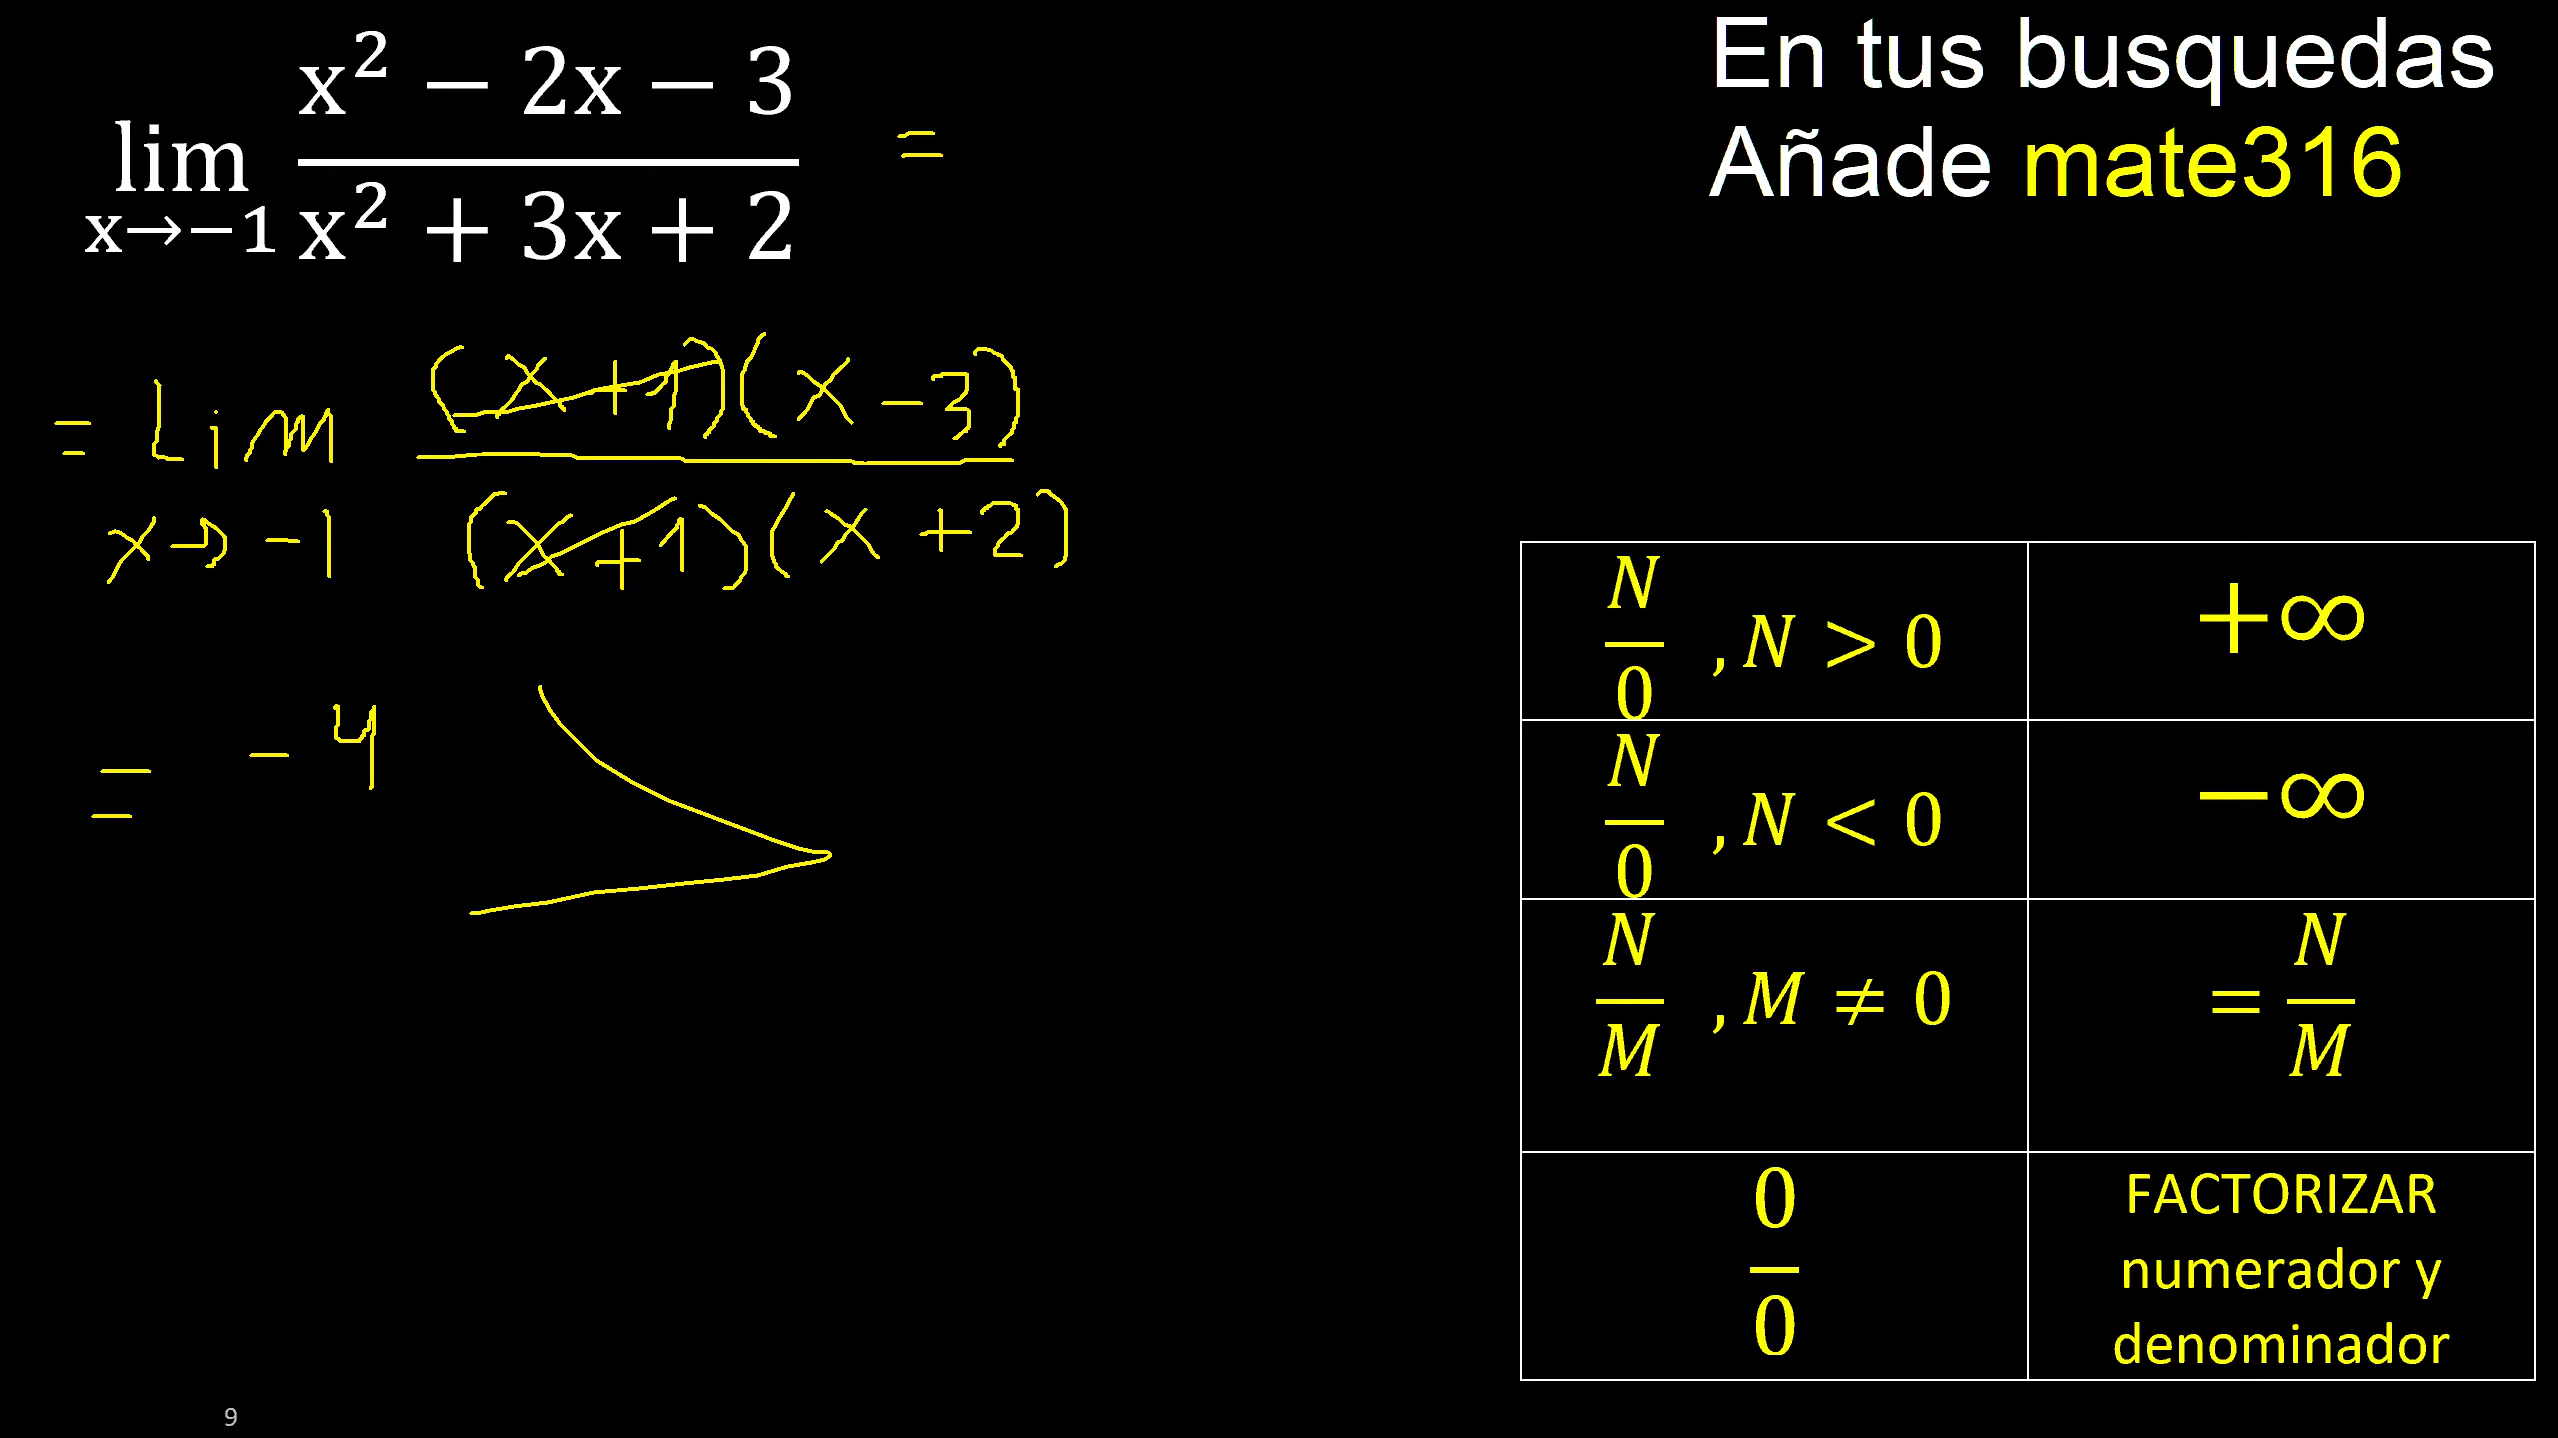 lim x→−1 (x² − 2x − 3)/(x² + 3x + 2) =
En tus busquedas
Añade mate316
= Lim x→ -1 (x+1)(x-3)/(x+1)(x+2)
= -4
N/0 , N > 0
+∞
N/0 , N < 0
−∞
N/M , M ≠ 0
= N/M
0/0
FACTORIZAR
numerador y
denominador
9